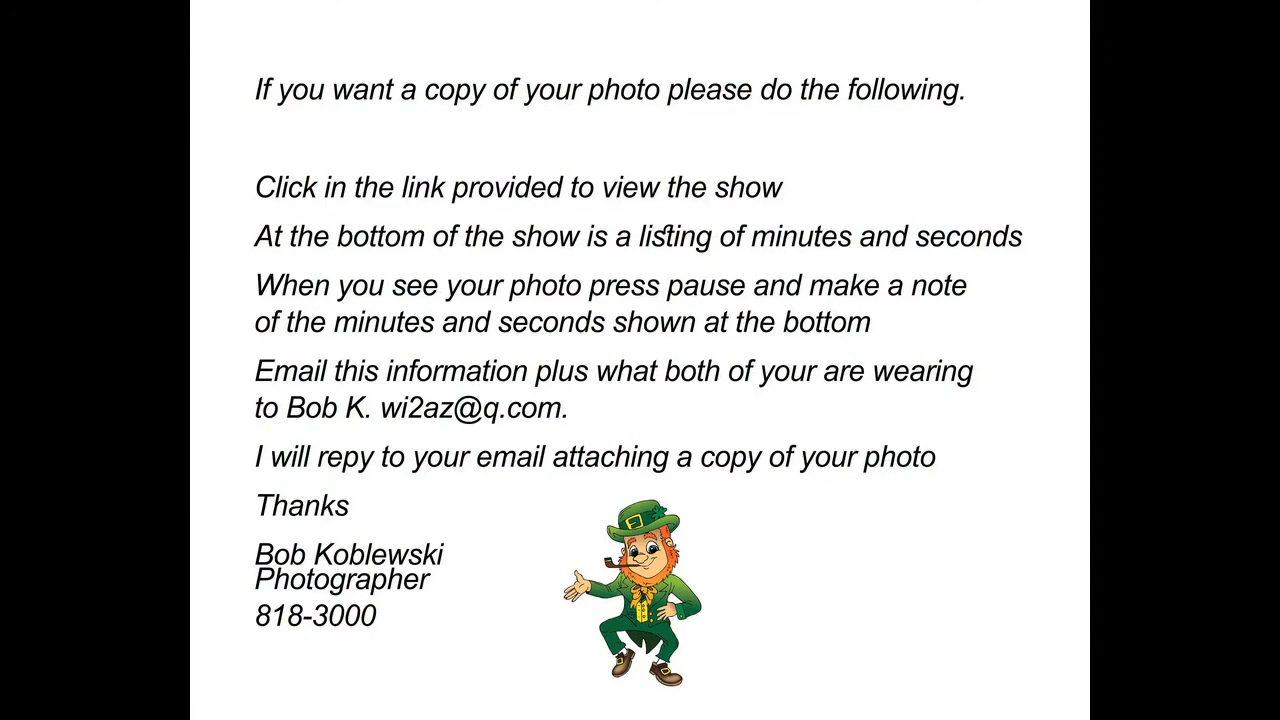 If you want a copy of your photo please do the following.
Click in the link provided to view the show
At the bottom of the show is a listing of minutes and seconds
When you see your photo press pause and make a note
of the minutes and seconds shown at the bottom
Email this information plus what both of your are wearing
to Bob K. wi2az@q.com.
I will repy to your email attaching a copy of your photo
Thanks
Bob Koblewski
Photographer
818-3000